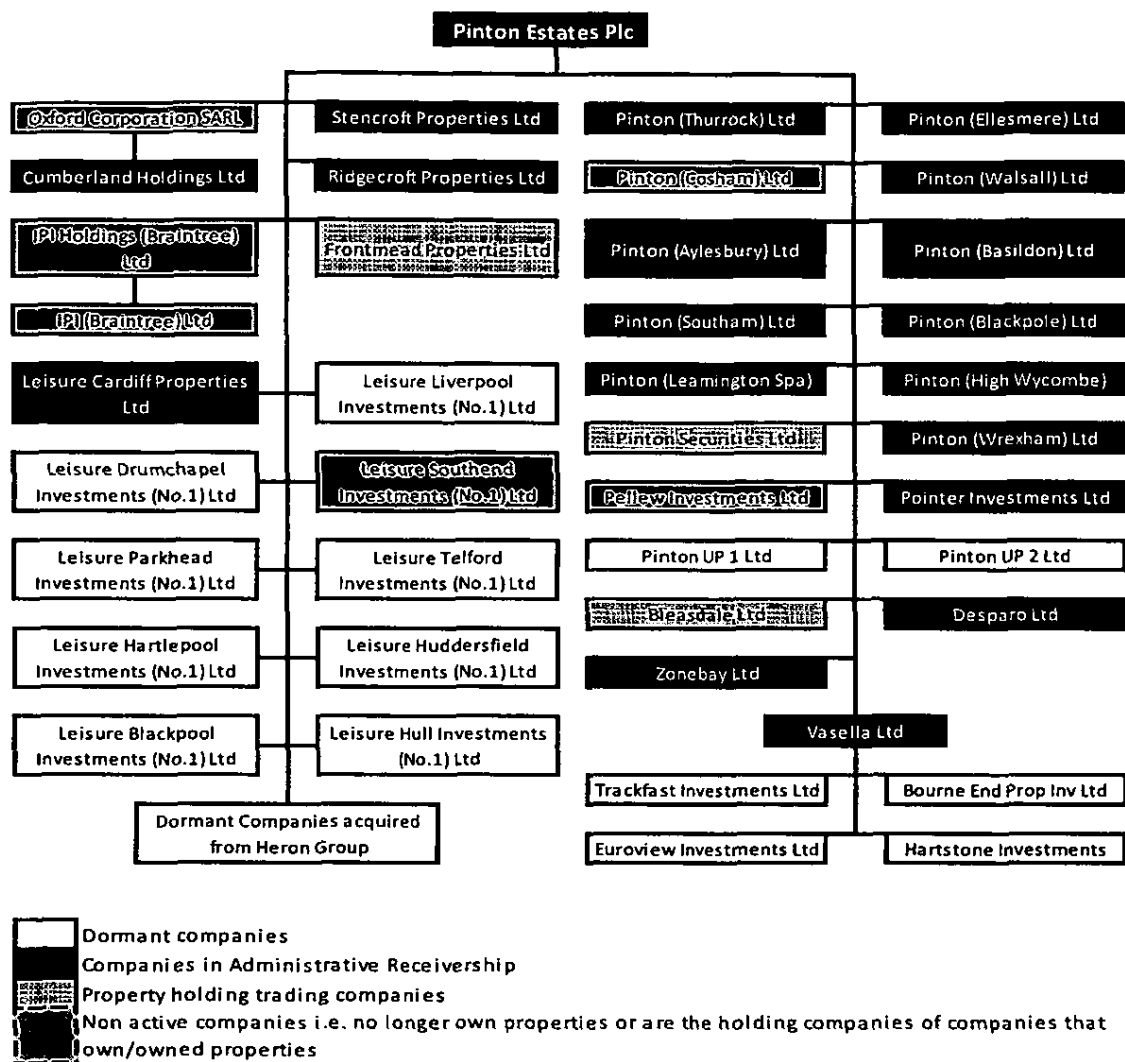 Pinton Estates Plc
Oxford Corporation SARL
Stencroft Properties Ltd
Cumberland Holdings Ltd
Ridgecroft Properties Ltd
IPI Holdings (Braintree)
Ltd
Frontmead Properties Ltd
IPI (Braintree) Ltd
Leisure Cardiff Properties
Ltd
Leisure Liverpool
Investments (No.1) Ltd
Leisure Drumchapel
Investments (No.1) Ltd
Leisure Southend
Investments (No.1) Ltd
Leisure Parkhead
Investments (No.1) Ltd
Leisure Telford
Investments (No.1) Ltd
Leisure Hartlepool
Investments (No.1) Ltd
Leisure Huddersfield
Investments (No.1) Ltd
Leisure Blackpool
Investments (No.1) Ltd
Leisure Hull Investments
(No.1) Ltd
Dormant Companies acquired
from Heron Group
Pinton (Thurrock) Ltd
Pinton (Ellesmere) Ltd
Pinton (Cosham) Ltd
Pinton (Walsall) Ltd
Pinton (Aylesbury) Ltd
Pinton (Basildon) Ltd
Pinton (Southam) Ltd
Pinton (Blackpole) Ltd
Pinton (Leamington Spa)
Pinton (High Wycombe)
Pinton Securities Ltd
Pinton (Wrexham) Ltd
Pellew Investments Ltd
Pointer Investments Ltd
Pinton UP 1 Ltd
Pinton UP 2 Ltd
Bleasdale Ltd
Desparo Ltd
Zonebay Ltd
Vasella Ltd
Trackfast Investments Ltd
Bourne End Prop Inv Ltd
Euroview Investments Ltd
Hartstone Investments
Dormant companies
Companies in Administrative Receivership
Property holding trading companies
Non active companies i.e. no longer own properties or are the holding companies of companies that
own/owned properties